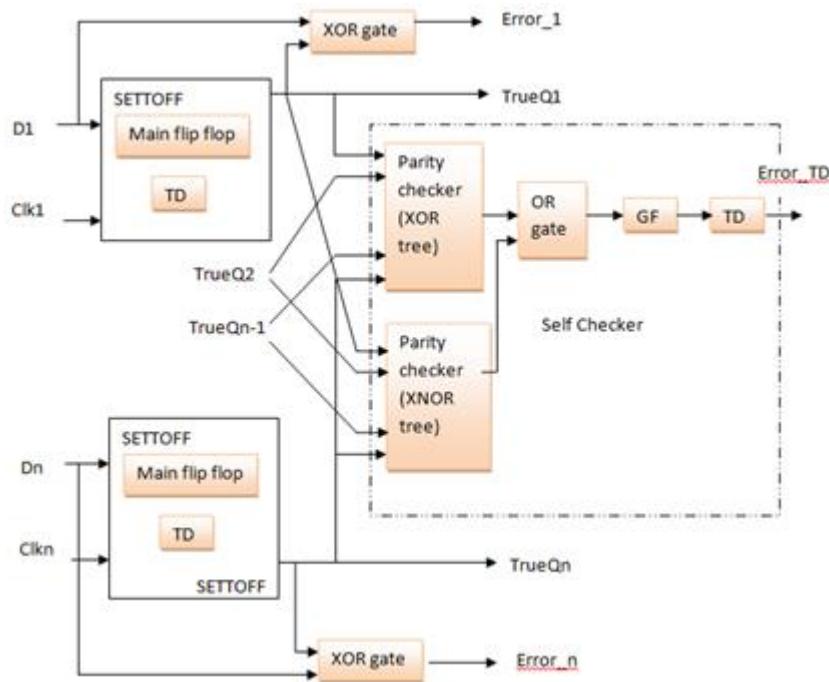 XOR gate
Error_1
SETTOFF
TrueQ1
D1
Main flip flop
TD
Clk1
Parity
checker
(XOR
tree)
OR
gate
GF
TD
Error_TD
TrueQ2
TrueQn-1
Self Checker
Parity
checker
(XNOR
tree)
SETTOFF
Dn
Main flip flop
TD
Clkn
SETTOFF
TrueQn
XOR gate
Error_n